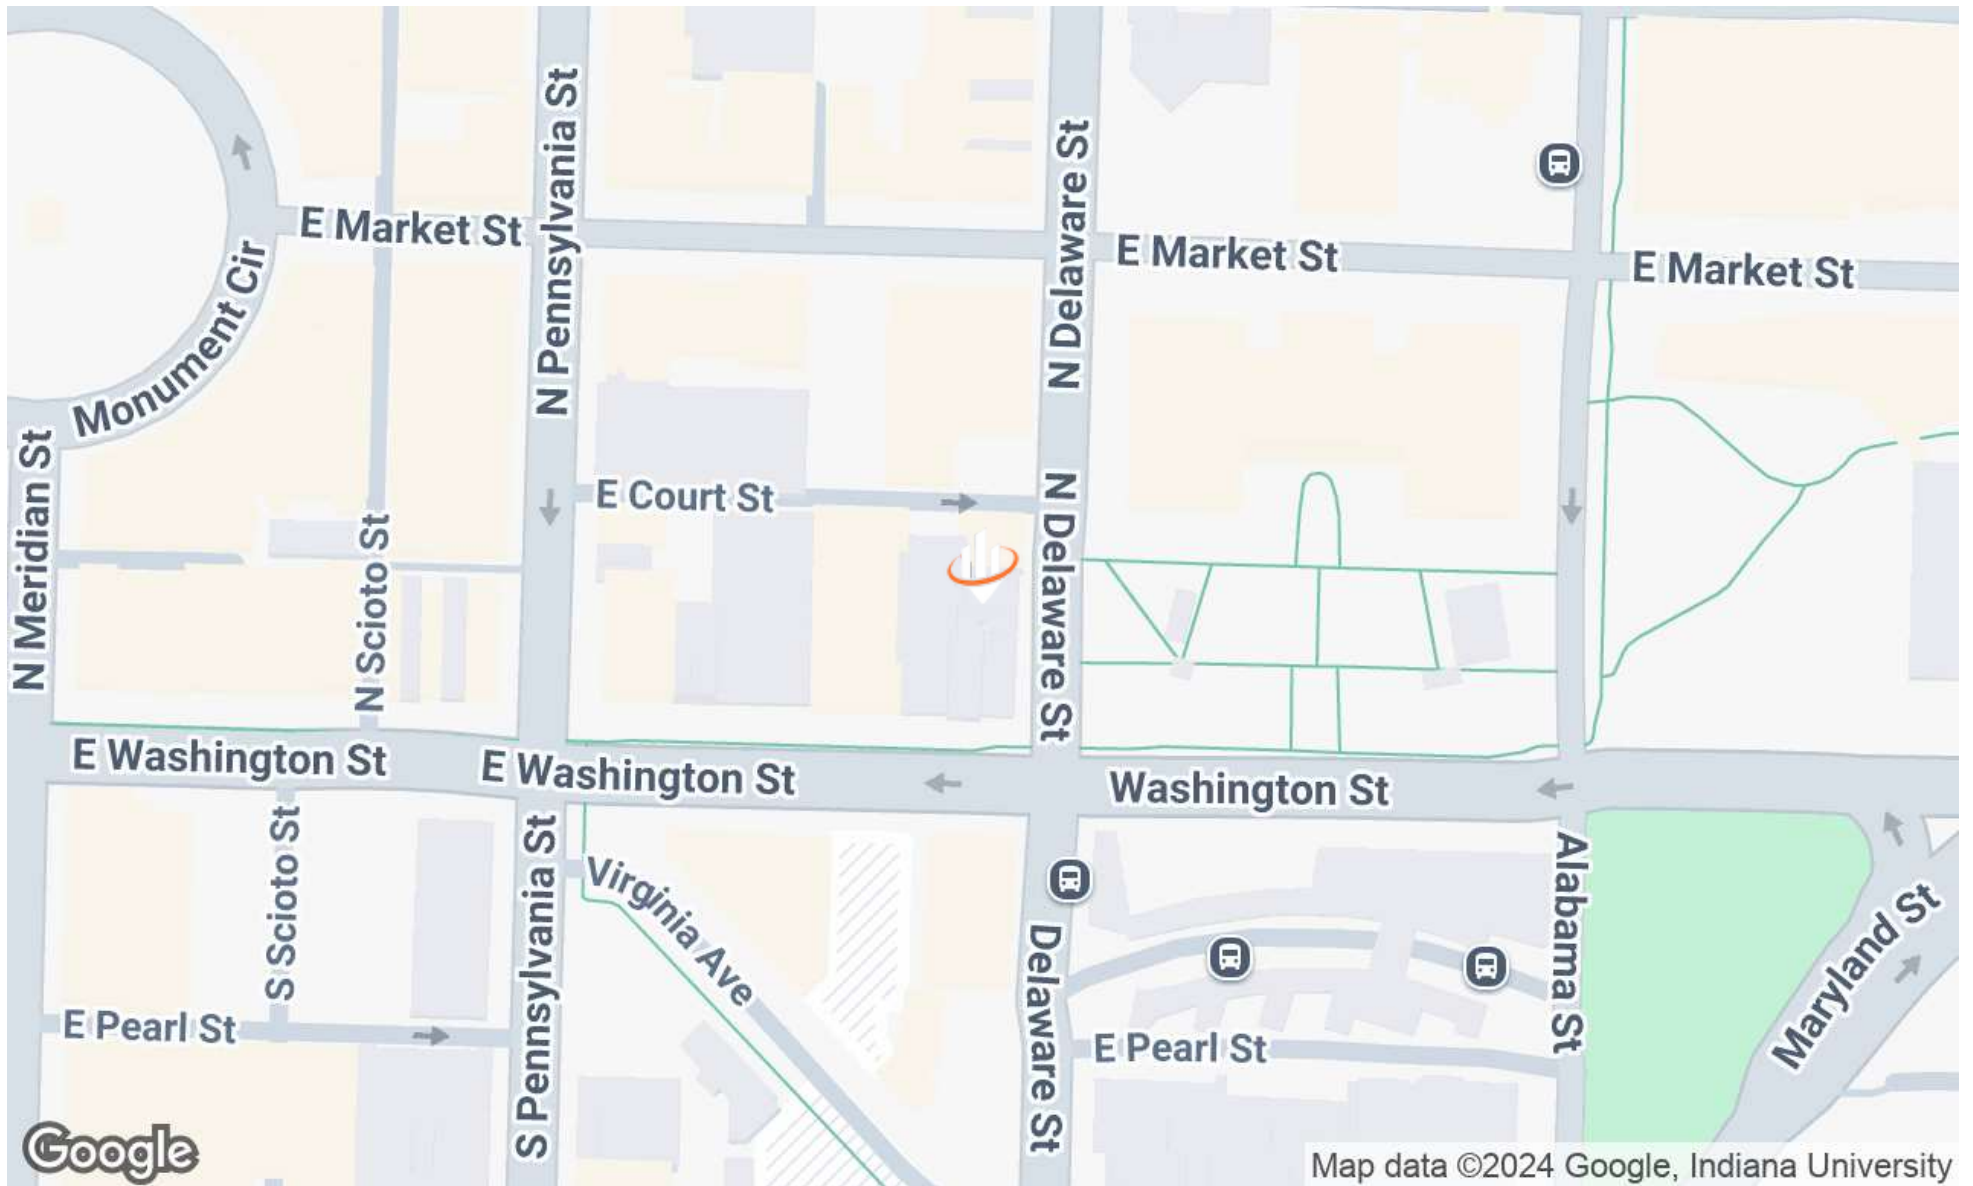 N Pennsylvania St
N Delaware St
E Market St
E Market St
E Market St
Monument Cir
N Meridian St
E Court St
N Scioto St
N Delaware St
E Washington St
E Washington St
Washington St
S Scioto St
S Pennsylvania St
Virginia Ave
Delaware St
Alabama St
Maryland St
E Pearl St
E Pearl St
Google
Map data ©2024 Google, Indiana University